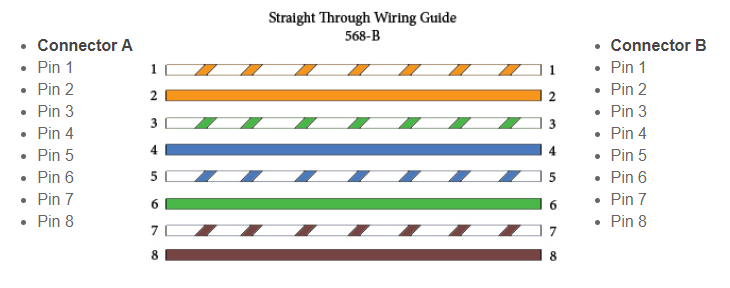 Straight Through Wiring Guide
568-B
Connector A
Pin 1
Pin 2
Pin 3
Pin 4
Pin 5
Pin 6
Pin 7
Pin 8
1 1
2 2
3 3
4 4
5 5
6 6
7 7
8 8
Connector B
Pin 1
Pin 2
Pin 3
Pin 4
Pin 5
Pin 6
Pin 7
Pin 8